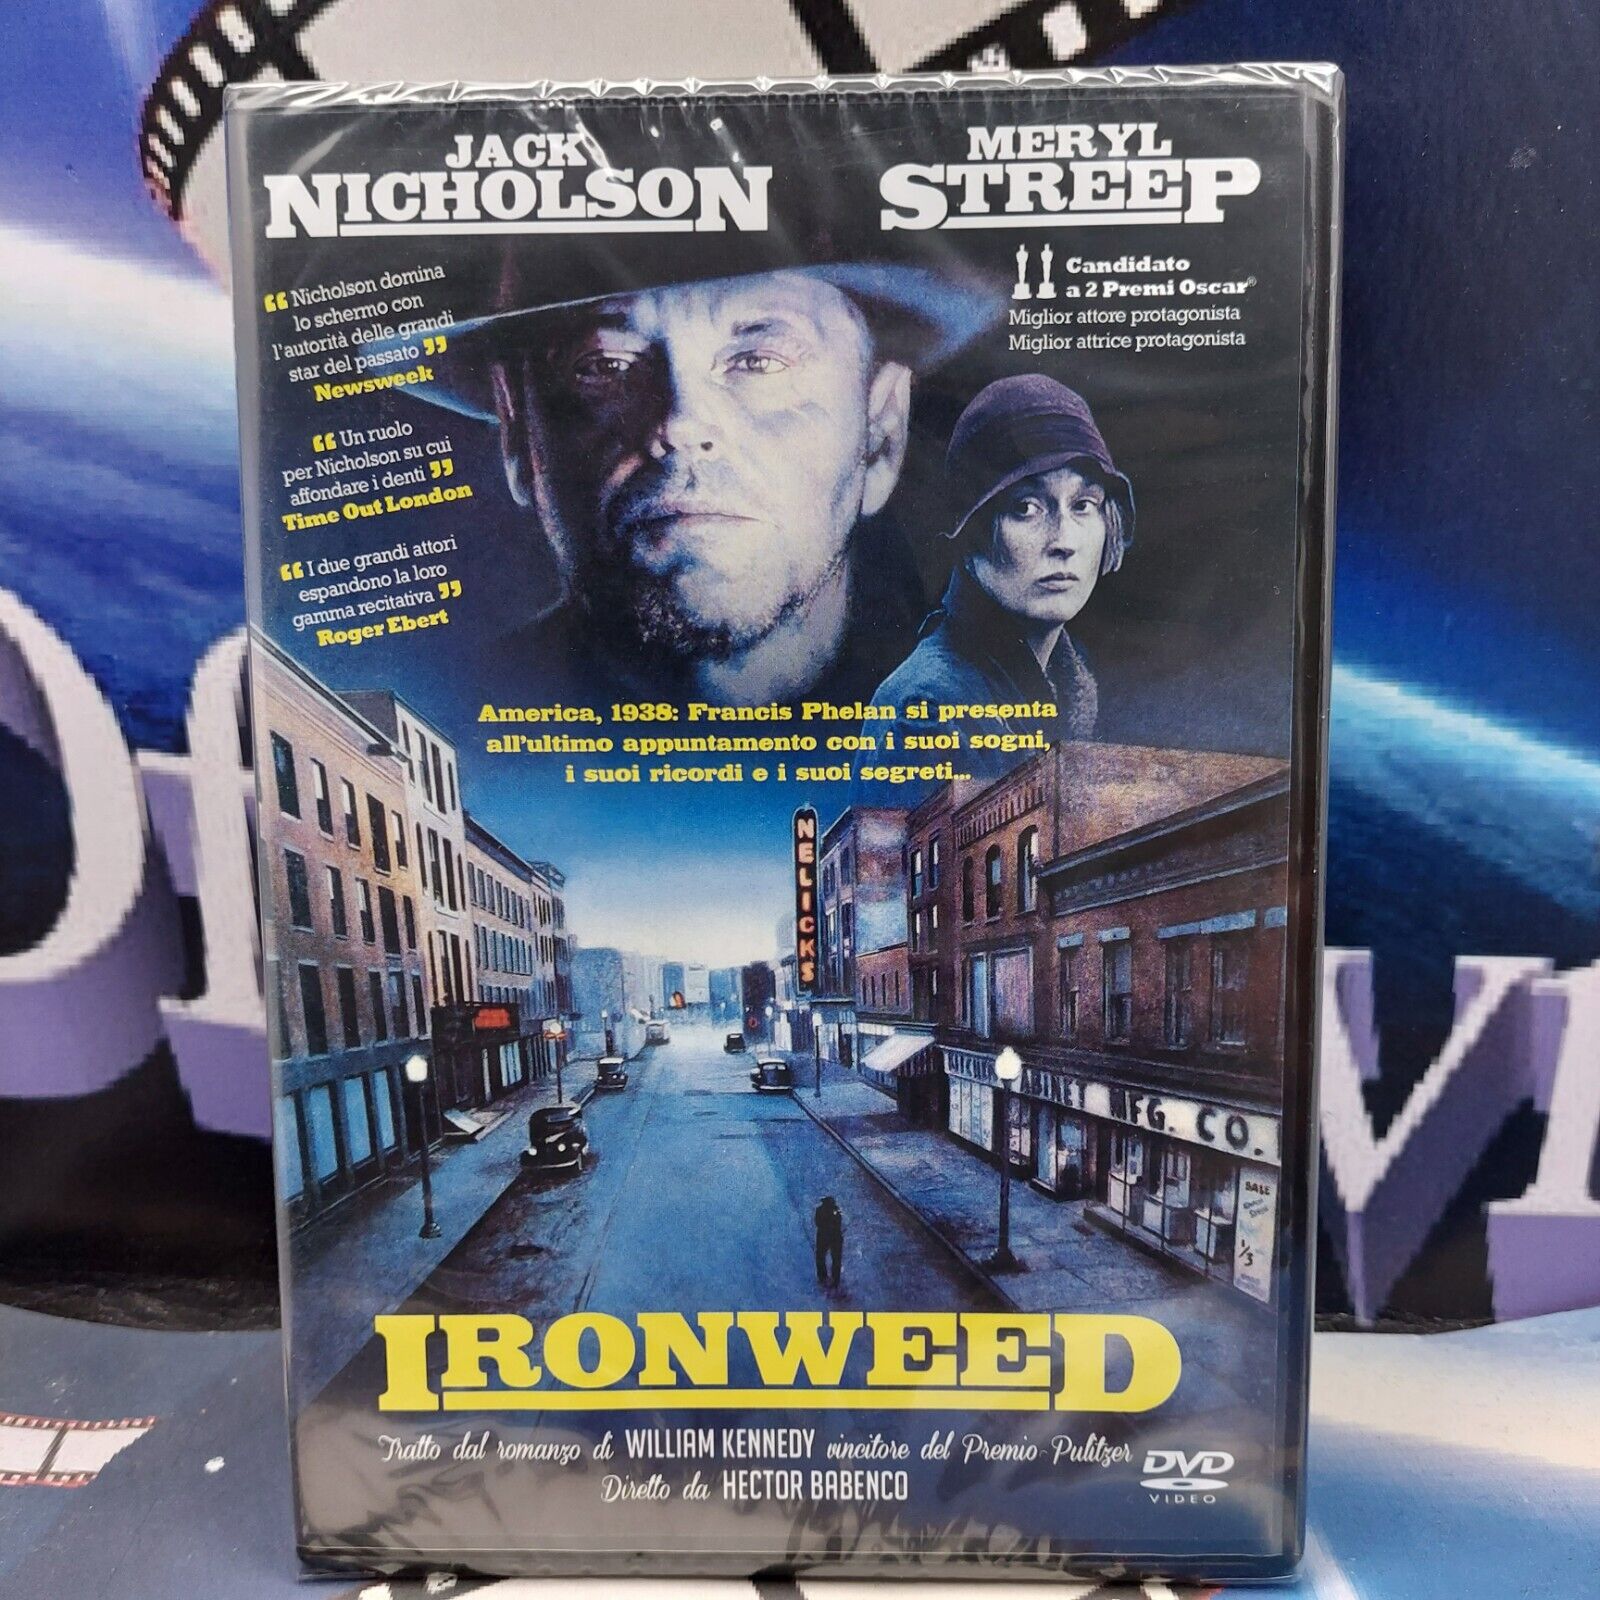 JACK
NICHOLSON
MERYL
STREEP
Candidato
a 2 Premi Oscar®
Miglior attore protagonista
Miglior attrice protagonista
“ Nicholson domina
lo schermo con
l'autorità delle grandi
star del passato ”
Newsweek
“ Un ruolo
per Nicholson su cui
affondare i denti ”
Time Out London
“ I due grandi attori
espandono la loro
gamma recitativa ”
Roger Ebert
America, 1938: Francis Phelan si presenta
all'ultimo appuntamento con i suoi sogni,
i suoi ricordi e i suoi segreti...
NELICKS
MFG. CO.
SALE
1/3
IRONWEED
Tratto dal romanzo di WILLIAM KENNEDY vincitore del Premio Pulitzer
Diretto da HECTOR BABENCO
DVD
VIDEO